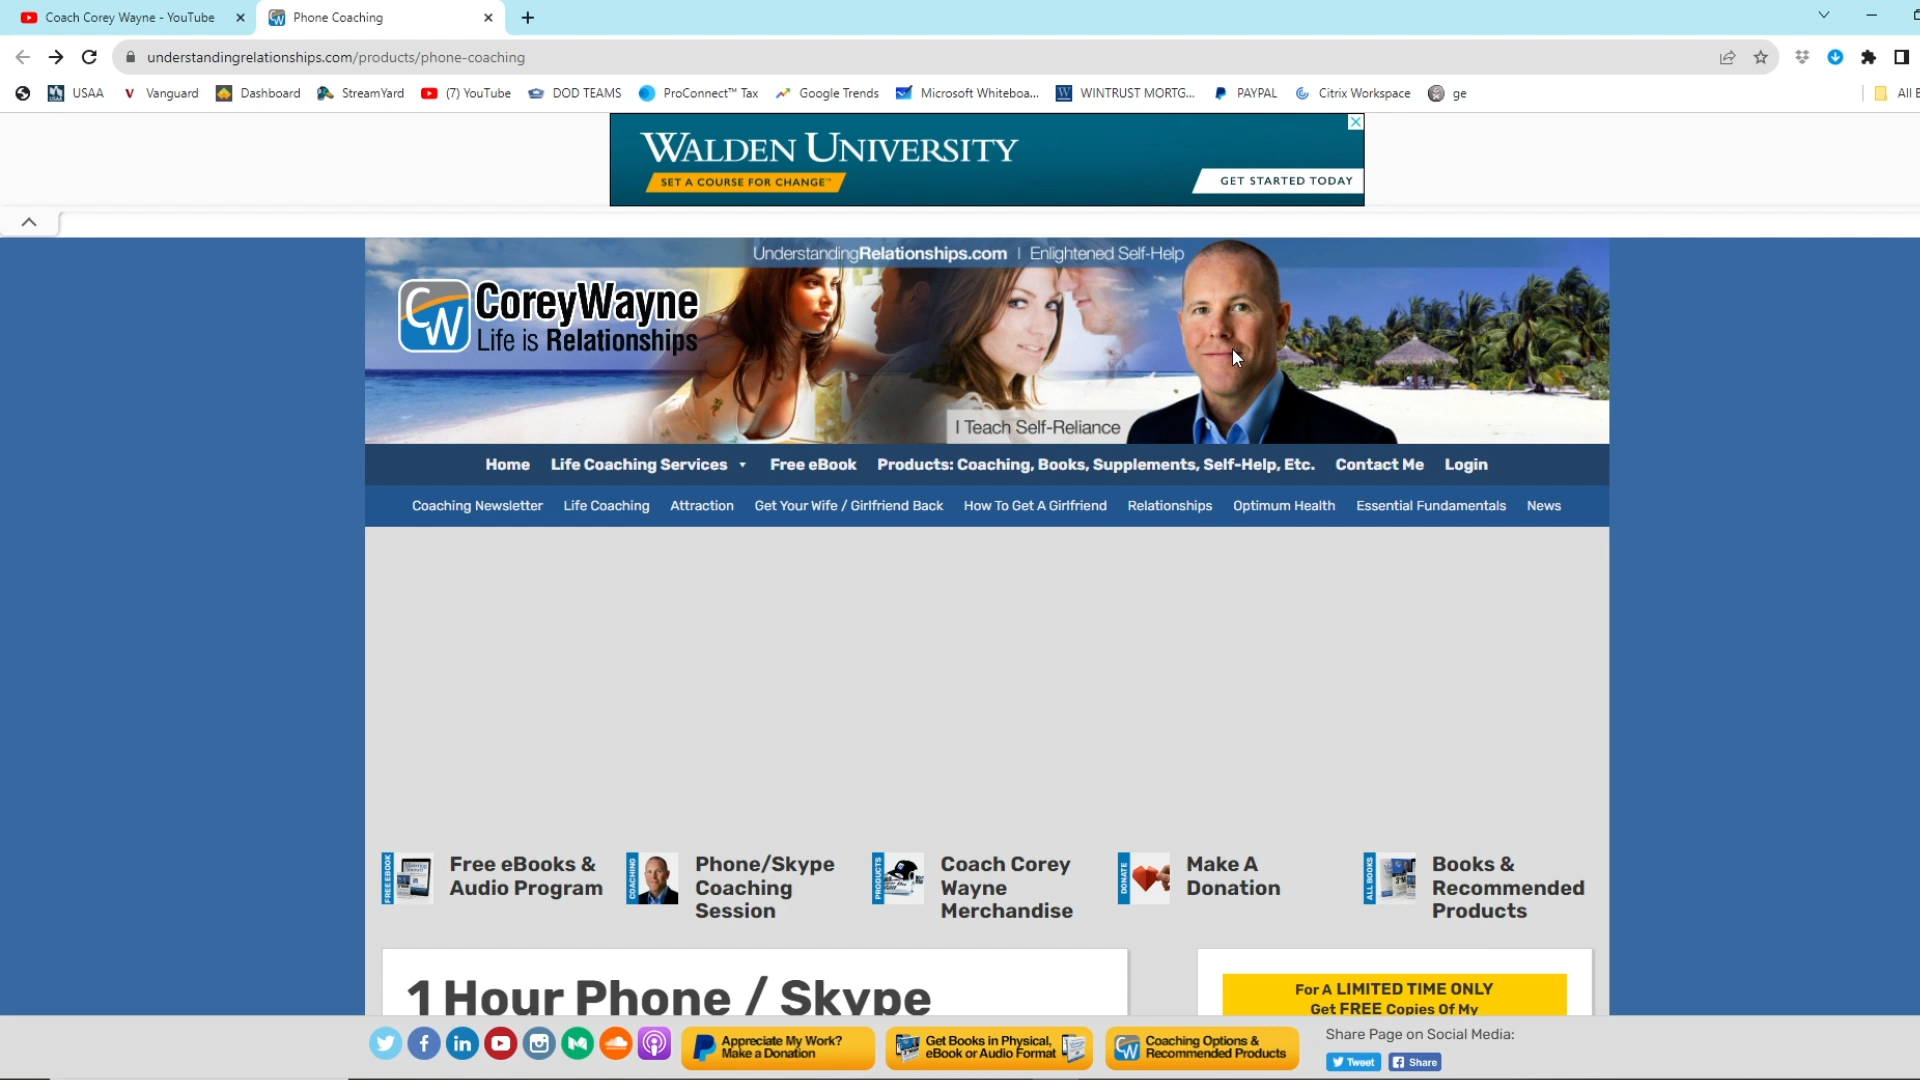 Coach Corey Wayne - YouTube
Phone Coaching
understandingrelationships.com/products/phone-coaching
USAA
Vanguard
Dashboard
StreamYard
(7) YouTube
DOD TEAMS
ProConnect™ Tax
Google Trends
Microsoft Whiteboa...
WINTRUST MORTG...
PAYPAL
Citrix Workspace
ge
All B
WALDEN UNIVERSITY
SET A COURSE FOR CHANGE™
GET STARTED TODAY
UnderstandingRelationships.com | Enlightened Self-Help
CW
CoreyWayne
Life is Relationships
I Teach Self-Reliance
Home
Life Coaching Services
Free eBook
Products: Coaching, Books, Supplements, Self-Help, Etc.
Contact Me
Login
Coaching Newsletter
Life Coaching
Attraction
Get Your Wife / Girlfriend Back
How To Get A Girlfriend
Relationships
Optimum Health
Essential Fundamentals
News
FREE EBOOK
Free eBooks &
Audio Program
COACHING
Phone/Skype
Coaching
Session
PRODUCTS
Coach Corey
Wayne
Merchandise
DONATE
Make A
Donation
ALL BOOKS
Books &
Recommended
Products
1 Hour Phone / Skype
For A LIMITED TIME ONLY
Get FREE Copies Of My
Appreciate My Work?
Make a Donation
Get Books in Physical,
eBook or Audio Format
CW
Coaching Options &
Recommended Products
Share Page on Social Media:
Tweet
Share